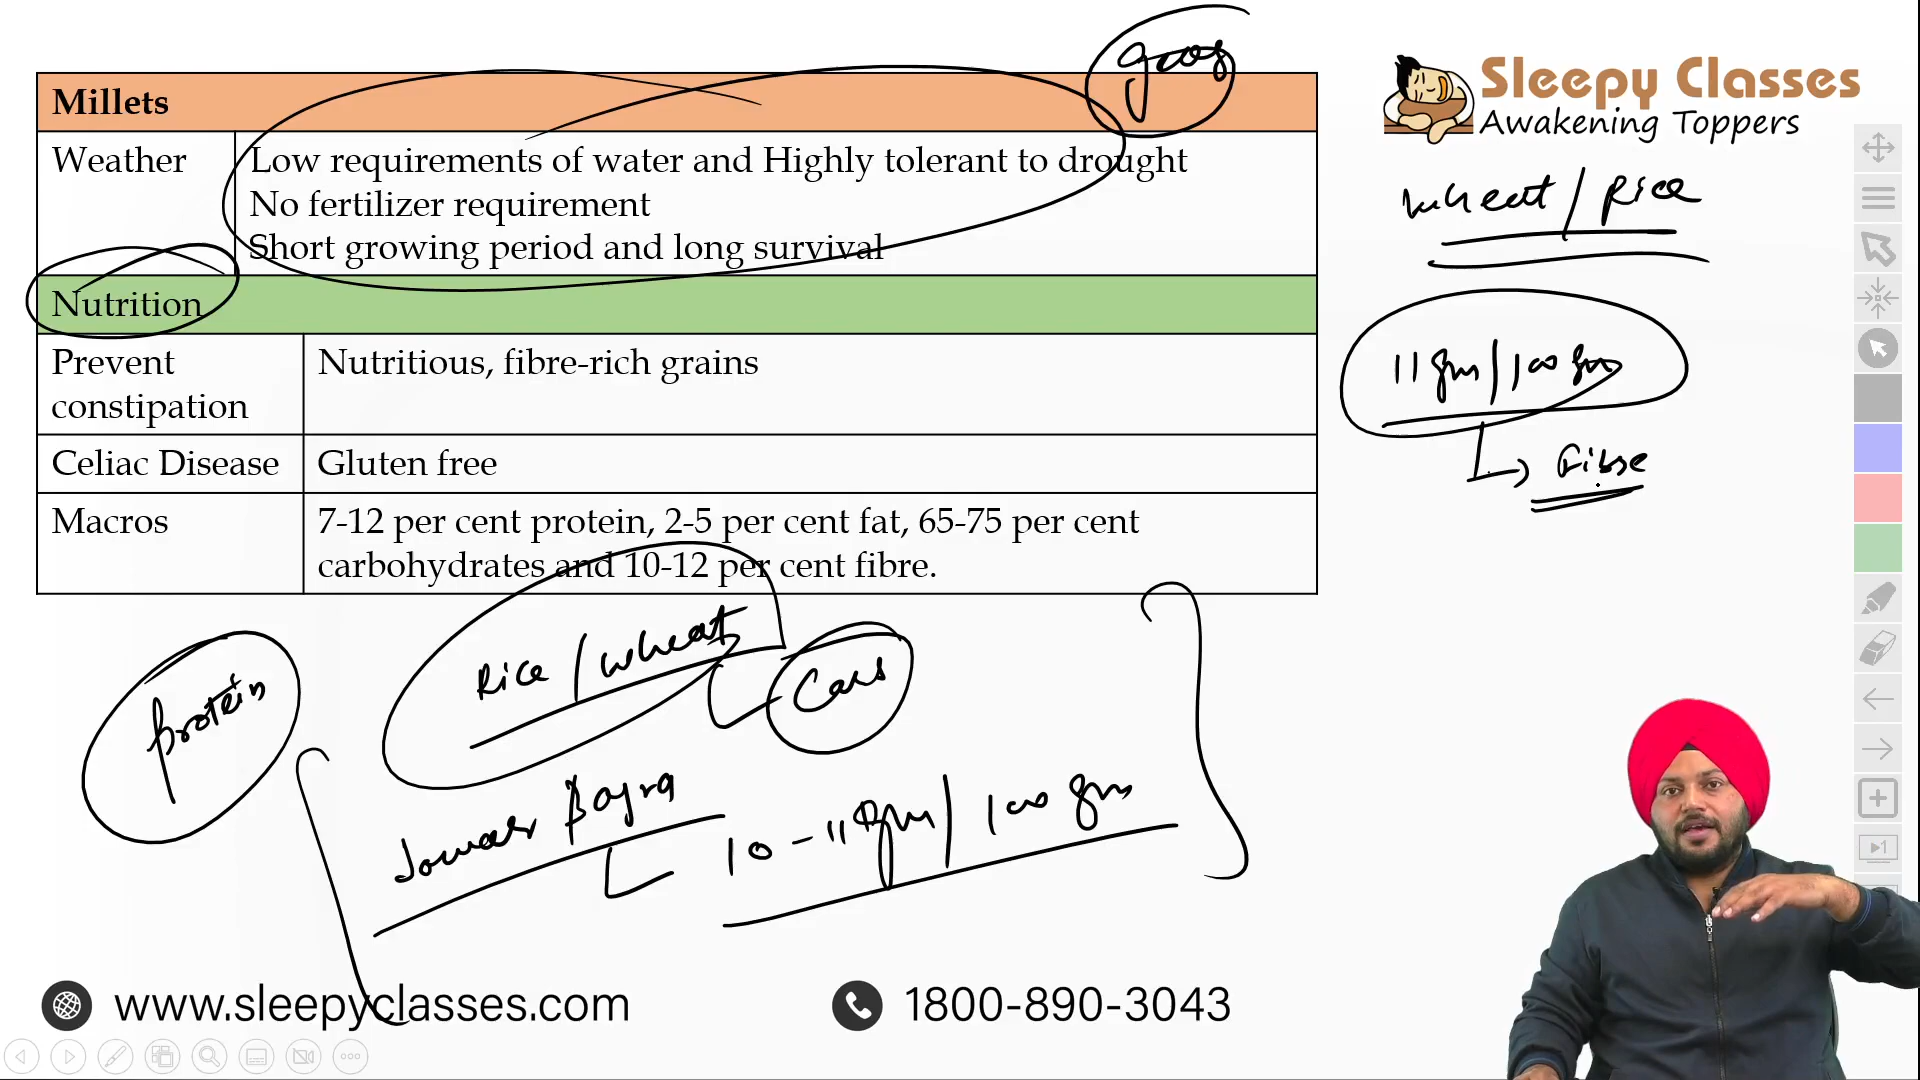 Millets
Weather
Low requirements of water and Highly tolerant to drought
No fertilizer requirement
Short growing period and long survival
Nutrition
Prevent constipation
Nutritious, fibre-rich grains
Celiac Disease
Gluten free
Macros
7-12 per cent protein, 2-5 per cent fat, 65-75 per cent
carbohydrates and 10-12 per cent fibre.
Sleepy Classes
Awakening Toppers
Wheat / Rice
11 gm / 100 gm
Fibre
Protein
Rice / Wheat
Jowar Bajra
10-11 gm / 100 gm
www.sleepyclasses.com
1800-890-3043